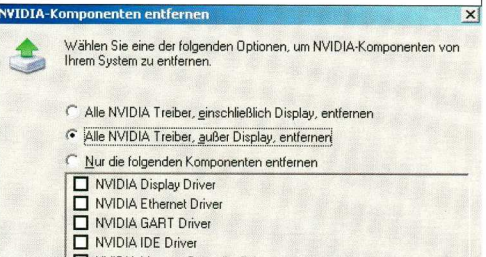 NVIDIA-Komponenten entfernen
Wählen Sie eine der folgenden Optionen, um NVIDIA-Komponenten von
Ihrem System zu entfernen.
Alle NVIDIA Treiber, einschließlich Display, entfernen
Alle NVIDIA Treiber, außer Display, entfernen
Nur die folgenden Komponenten entfernen
NVIDIA Display Driver
NVIDIA Ethernet Driver
NVIDIA GART Driver
NVIDIA IDE Driver